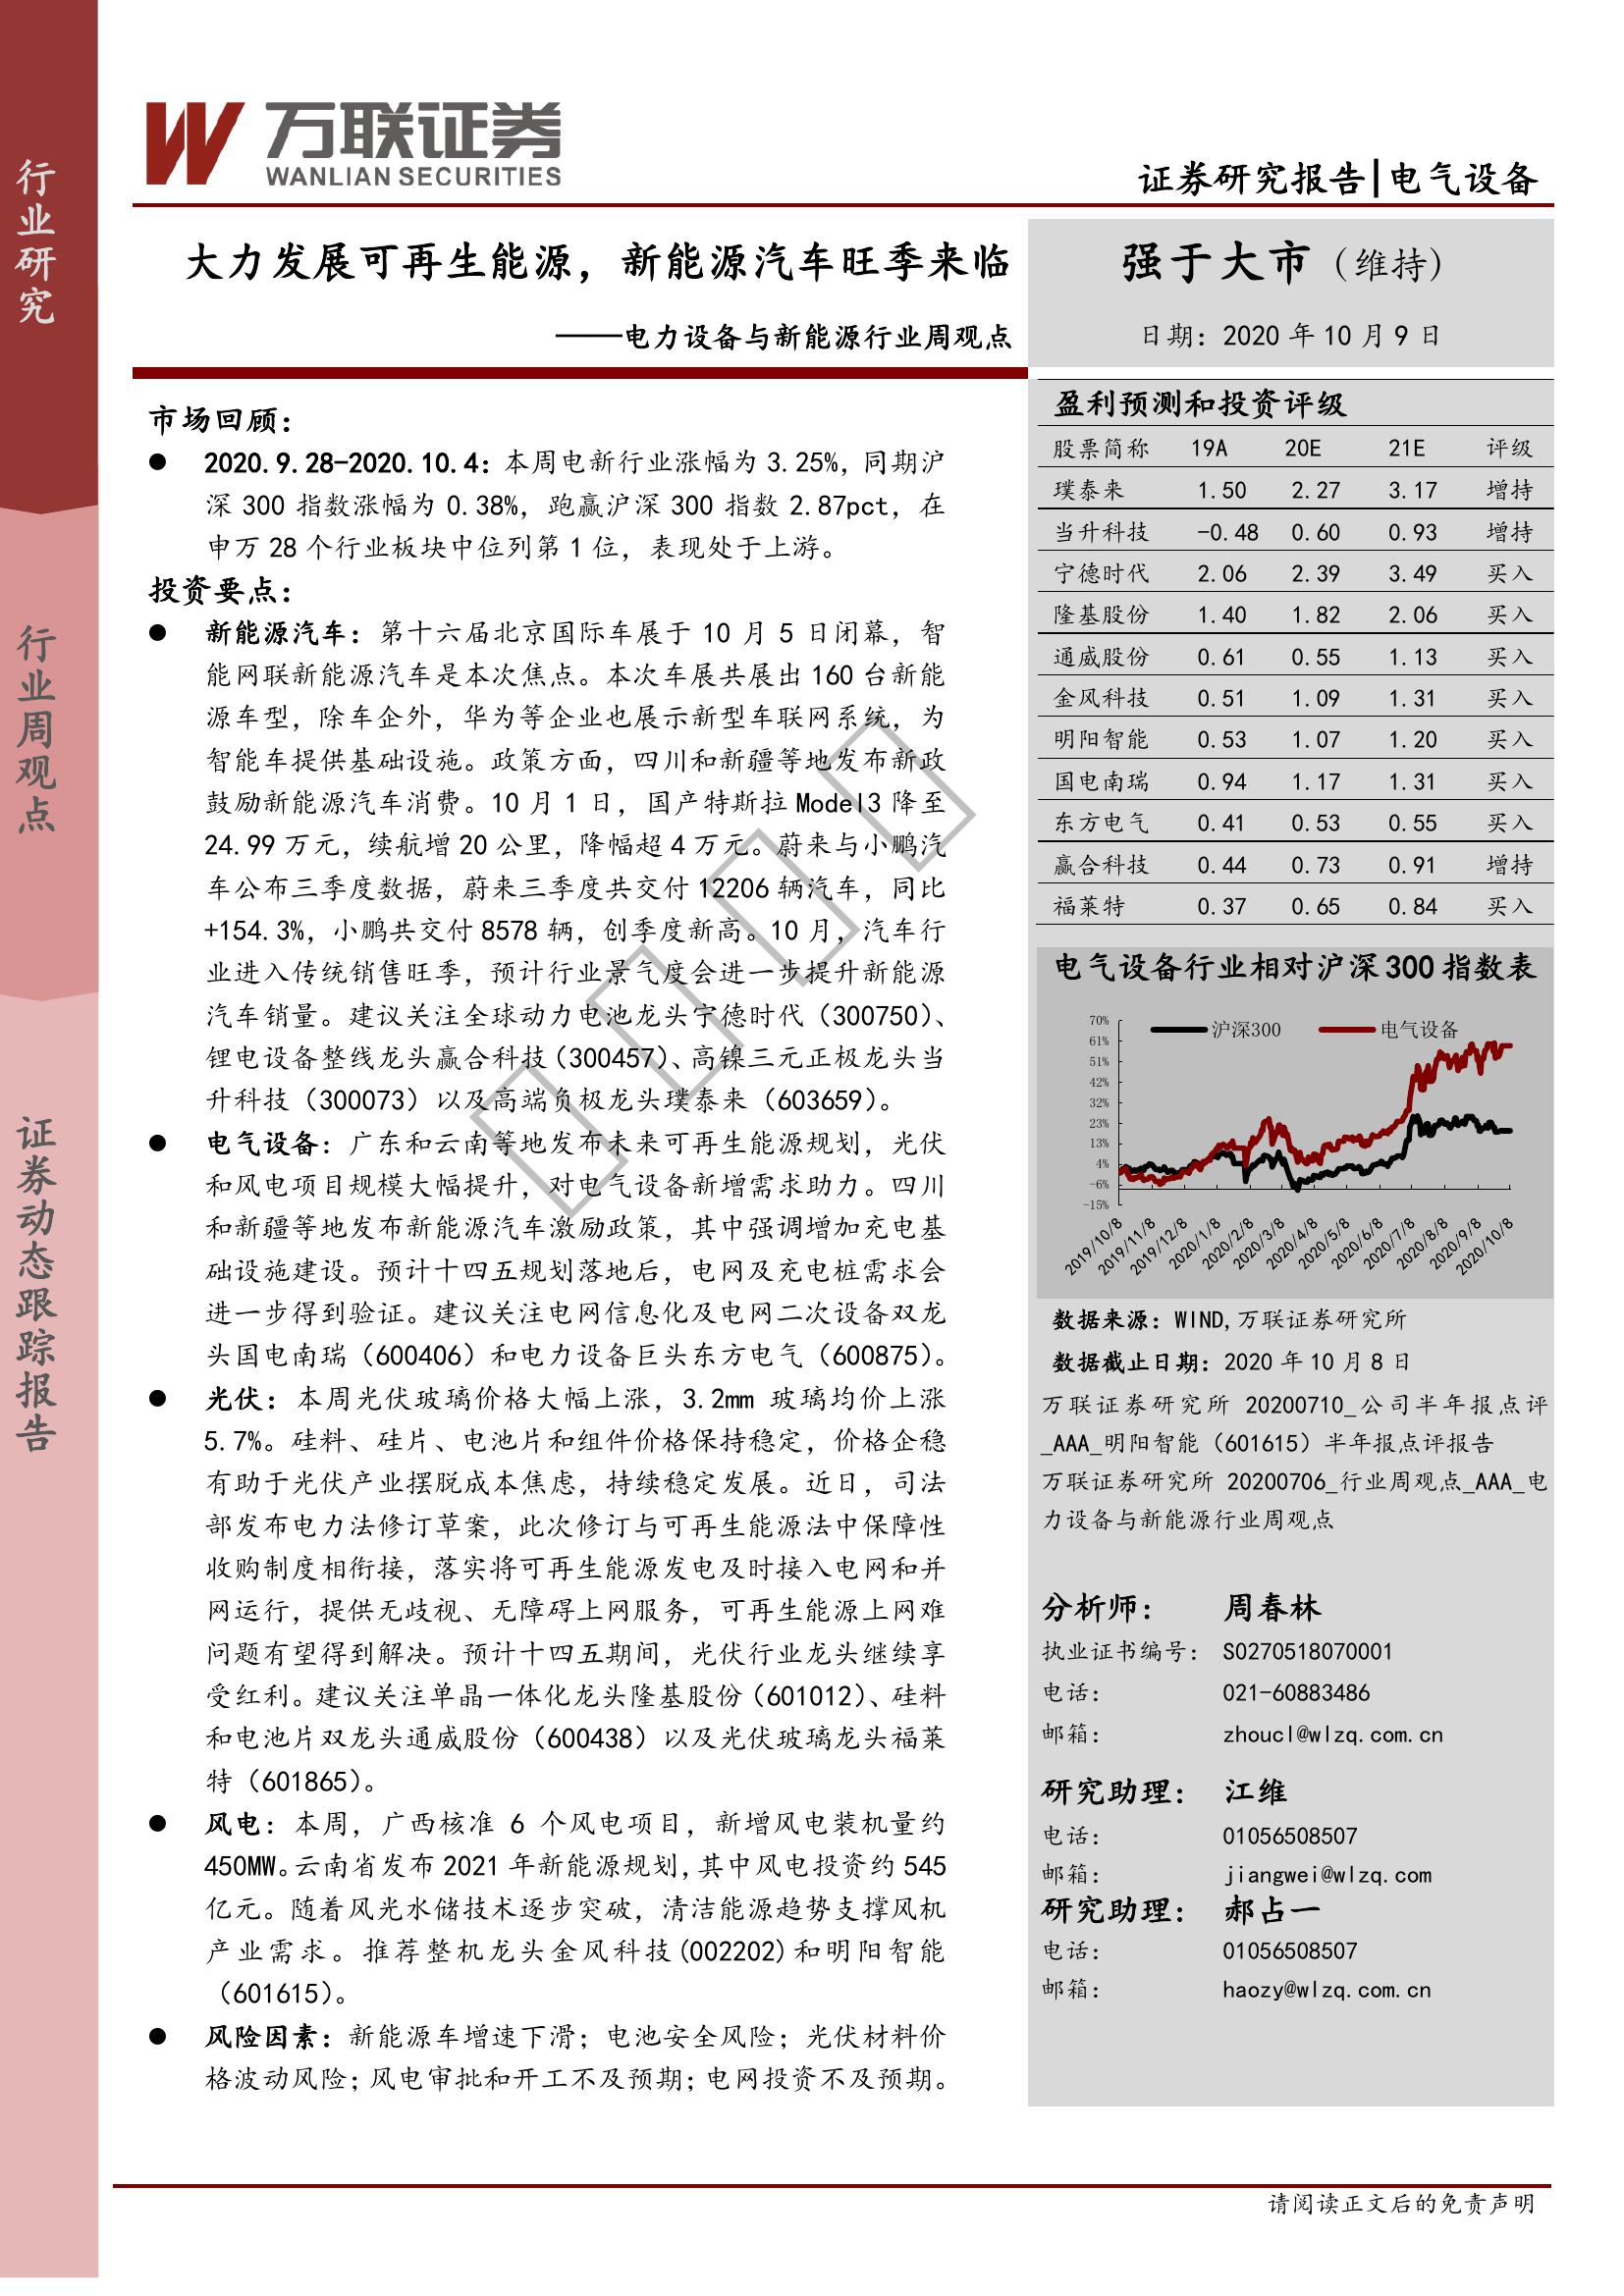 行业研究
行业周观点
证券动态跟踪报告
万联证券
WANLIAN SECURITIES
证券研究报告|电气设备
大力发展可再生能源，新能源汽车旺季来临
——电力设备与新能源行业周观点
强于大市（维持）
日期：2020 年 10 月 9 日
市场回顾：
● 2020.9.28-2020.10.4：本周电新行业涨幅为 3.25%，同期沪
深 300 指数涨幅为 0.38%，跑赢沪深 300 指数 2.87pct，在
申万 28 个行业板块中位列第 1 位，表现处于上游。
投资要点：
● 新能源汽车：第十六届北京国际车展于 10 月 5 日闭幕，智
能网联新能源汽车是本次焦点。本次车展共展出 160 台新能
源车型，除车企外，华为等企业也展示新型车联网系统，为
智能车提供基础设施。政策方面，四川和新疆等地发布新政
鼓励新能源汽车消费。10 月 1 日，国产特斯拉 Model3 降至
24.99 万元，续航增 20 公里，降幅超 4 万元。蔚来与小鹏汽
车公布三季度数据，蔚来三季度共交付 12206 辆汽车，同比
+154.3%，小鹏共交付 8578 辆，创季度新高。10 月，汽车行
业进入传统销售旺季，预计行业景气度会进一步提升新能源
汽车销量。建议关注全球动力电池龙头宁德时代（300750）、
锂电设备整线龙头赢合科技（300457）、高镍三元正极龙头当
升科技（300073）以及高端负极龙头璞泰来（603659）。
● 电气设备：广东和云南等地发布未来可再生能源规划，光伏
和风电项目规模大幅提升，对电气设备新增需求助力。四川
和新疆等地发布新能源汽车激励政策，其中强调增加充电基
础设施建设。预计十四五规划落地后，电网及充电桩需求会
进一步得到验证。建议关注电网信息化及电网二次设备双龙
头国电南瑞（600406）和电力设备巨头东方电气（600875）。
● 光伏：本周光伏玻璃价格大幅上涨，3.2mm 玻璃均价上涨
5.7%。硅料、硅片、电池片和组件价格保持稳定，价格企稳
有助于光伏产业摆脱成本焦虑，持续稳定发展。近日，司法
部发布电力法修订草案，此次修订与可再生能源法中保障性
收购制度相衔接，落实将可再生能源发电及时接入电网和并
网运行，提供无歧视、无障碍上网服务，可再生能源上网难
问题有望得到解决。预计十四五期间，光伏行业龙头继续享
受红利。建议关注单晶一体化龙头隆基股份（601012）、硅料
和电池片双龙头通威股份（600438）以及光伏玻璃龙头福莱
特（601865）。
● 风电：本周，广西核准 6 个风电项目，新增风电装机量约
450MW。云南省发布 2021 年新能源规划，其中风电投资约 545
亿元。随着风光水储技术逐步突破，清洁能源趋势支撑风机
产业需求。推荐整机龙头金风科技(002202)和明阳智能
（601615）。
● 风险因素：新能源车增速下滑；电池安全风险；光伏材料价
格波动风险；风电审批和开工不及预期；电网投资不及预期。
盈利预测和投资评级
股票简称 19A 20E 21E 评级
璞泰来 1.50 2.27 3.17 增持
当升科技 -0.48 0.60 0.93 增持
宁德时代 2.06 2.39 3.49 买入
隆基股份 1.40 1.82 2.06 买入
通威股份 0.61 0.55 1.13 买入
金风科技 0.51 1.09 1.31 买入
明阳智能 0.53 1.07 1.20 买入
国电南瑞 0.94 1.17 1.31 买入
东方电气 0.41 0.53 0.55 买入
赢合科技 0.44 0.73 0.91 增持
福莱特 0.37 0.65 0.84 买入
电气设备行业相对沪深 300 指数表
沪深300 电气设备
70%
61%
51%
42%
32%
23%
13%
4%
-6%
-15%
2019/10/8 2019/11/8 2019/12/8 2020/1/8 2020/2/8 2020/3/8 2020/4/8 2020/5/8 2020/6/8 2020/7/8 2020/8/8 2020/9/8 2020/10/8
数据来源：WIND,万联证券研究所
数据截止日期：2020 年 10 月 8 日
万联证券研究所 20200710_公司半年报点评
_AAA_明阳智能（601615）半年报点评报告
万联证券研究所 20200706_行业周观点_AAA_电
力设备与新能源行业周观点
分析师： 周春林
执业证书编号： S0270518070001
电话： 021-60883486
邮箱： zhoucl@wlzq.com.cn
研究助理： 江维
电话： 01056508507
邮箱： jiangwei@wlzq.com
研究助理： 郝占一
电话： 01056508507
邮箱： haozy@wlzq.com.cn
请阅读正文后的免责声明